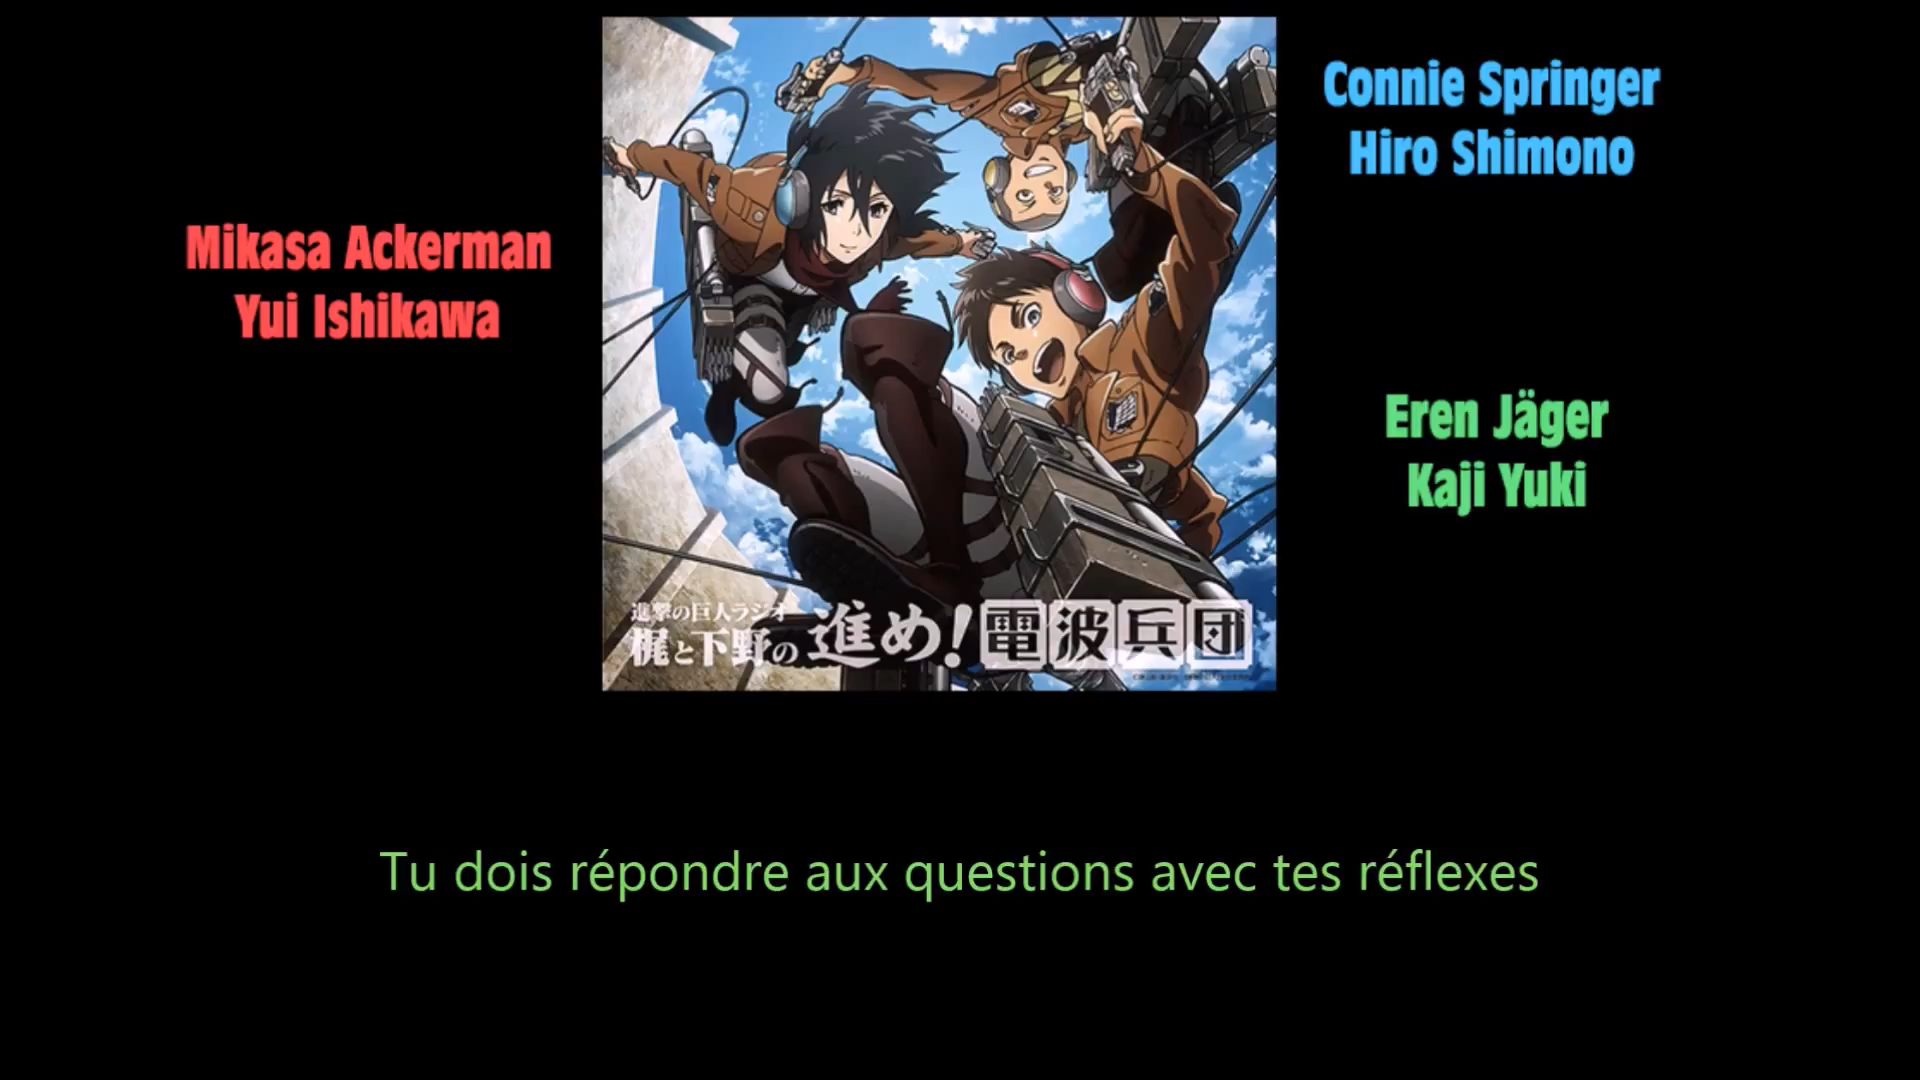 Connie Springer
Hiro Shimono
Mikasa Ackerman
Yui Ishikawa
Eren Jäger
Kaji Yuki
進撃の巨人ラジオ
梶と下野の進め!電波兵団
Tu dois répondre aux questions avec tes réflexes